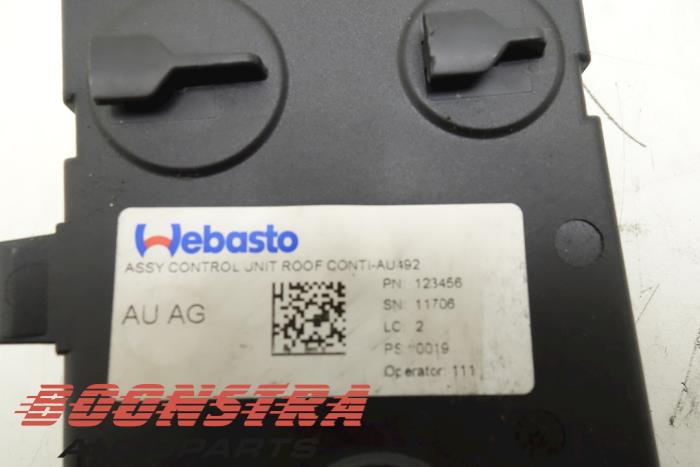 Webasto
ASSY CONTROL UNIT ROOF CONTI-AU492
PN: 123456
SN: 11706
AU AG
LC: 2
PS: 0019
Operator: 111
BOONSTRA
AUTOPARTS